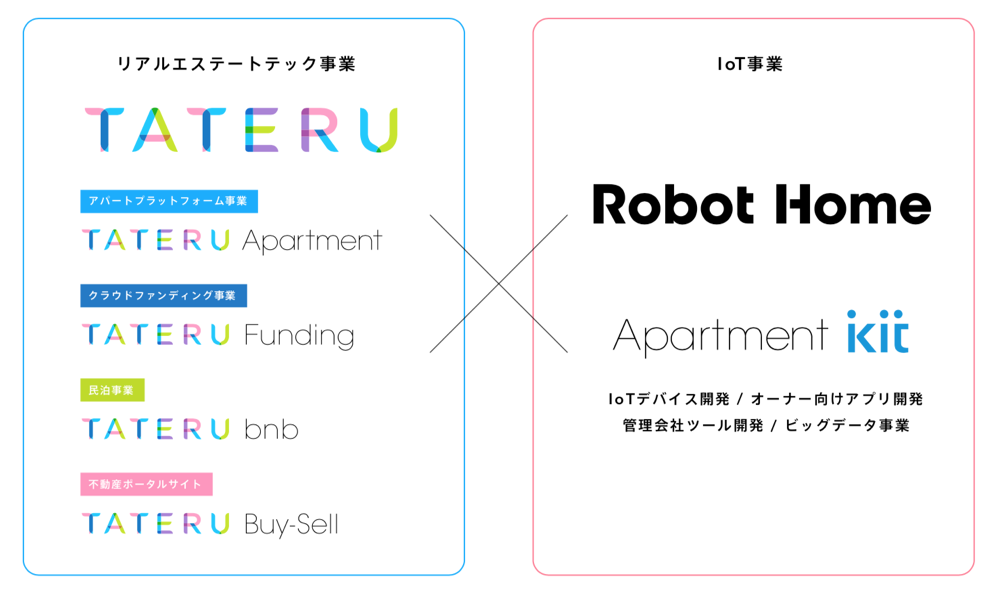 リアルエステートテック事業
TATERU
アパートプラットフォーム事業
TATERU Apartment
クラウドファンディング事業
TATERU Funding
民泊事業
TATERU bnb
不動産ポータルサイト
TATERU Buy-Sell
IoT事業
Robot Home
Apartment kit
IoTデバイス開発 / オーナー向けアプリ開発
管理会社ツール開発 / ビッグデータ事業